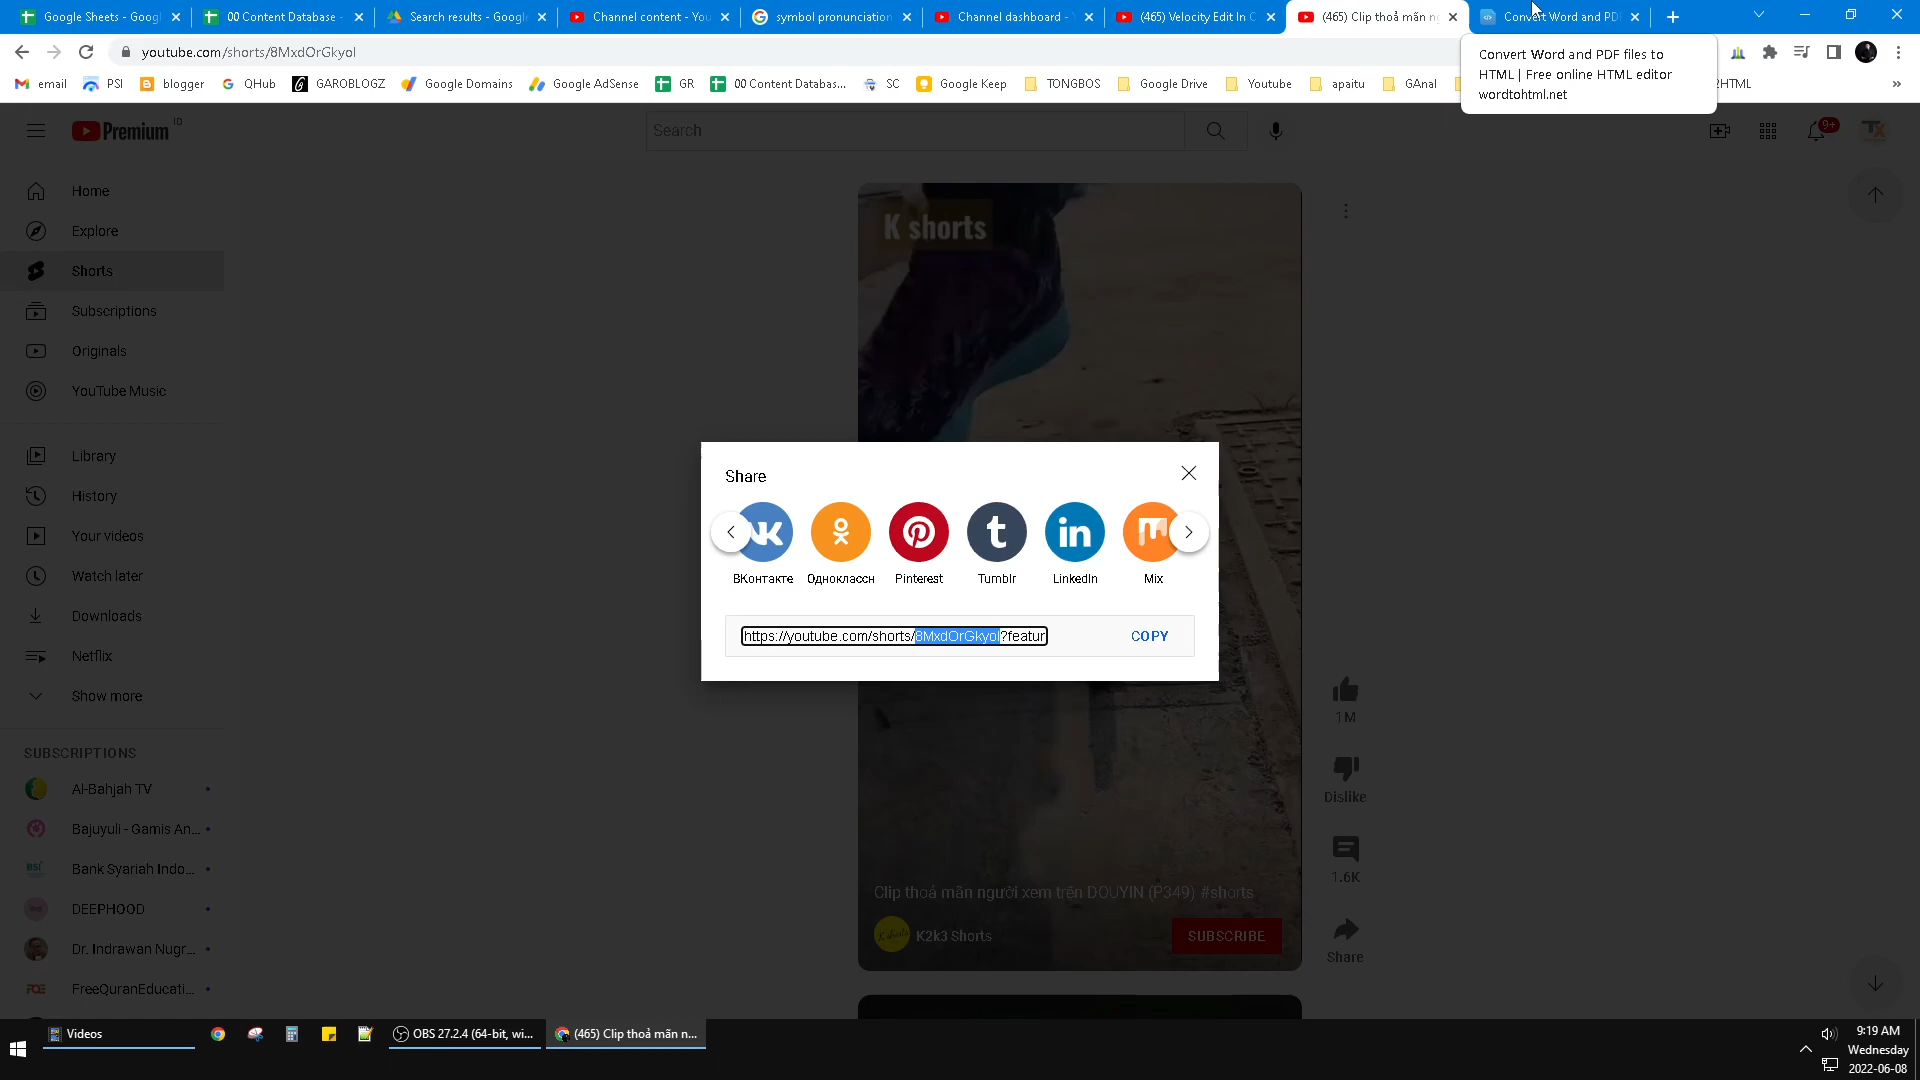 Google Sheets - Googl
00 Content Database -
Search results - Google
Channel content - You
symbol pronunciation
Channel dashboard -
(465) Velocity Edit In C
(465) Clip thoả mãn ng
Convert Word and PD
youtube.com/shorts/8MxdOrGkyoI
Convert Word and PDF files to
HTML | Free online HTML editor
wordtohtml.net
email
PSI
blogger
QHub
GAROBLOGZ
Google Domains
Google AdSense
GR
00 Content Databas...
SC
Google Keep
TONGBOS
Google Drive
Youtube
apaitu
GAnal
2HTML
Premium ID
Search
9+
Home
Explore
Shorts
Subscriptions
Originals
YouTube Music
Library
History
Your videos
Watch later
Downloads
Netflix
Show more
SUBSCRIPTIONS
Al-Bahjah TV
Bajuyuli - Gamis An...
Bank Syariah Indo...
DEEPHOOD
Dr. Indrawan Nugr...
FreeQuranEducati...
K shorts
Share
ВКонтакте
Одноклассн
Pinterest
Tumblr
LinkedIn
Mix
https://youtube.com/shorts/8MxdOrGkyoI?featur
COPY
1M
Dislike
1.6K
Share
Clip thoả mãn người xem trên DOUYIN (P349) #shorts
K2k3 Shorts
SUBSCRIBE
Videos
OBS 27.2.4 (64-bit, wi...
(465) Clip thoả mãn n...
9:19 AM
Wednesday
2022-06-08